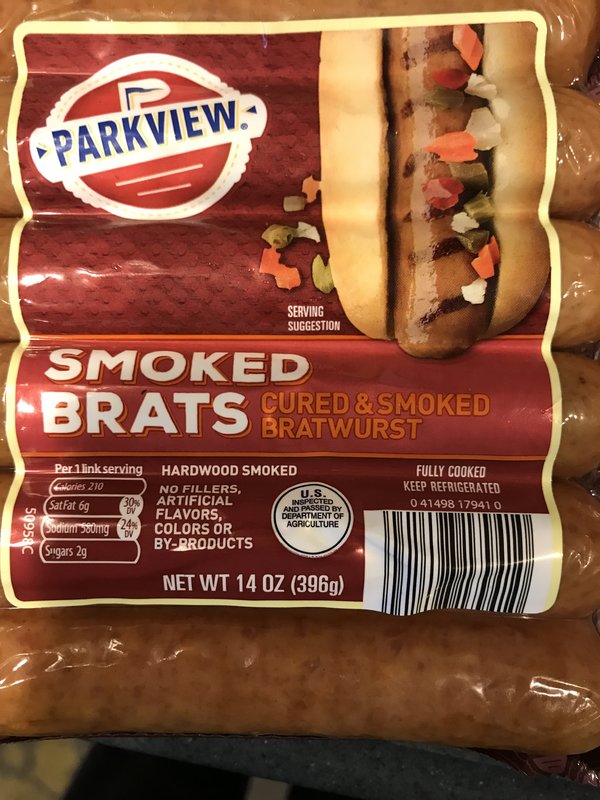 PARKVIEW®
SERVING
SUGGESTION
SMOKED
BRATS
CURED & SMOKED
BRATWURST
Per 1 link serving
Calories 210
Sat Fat 6g
30%
DV
Sodium 580mg
24%
DV
Sugars 2g
50958C
HARDWOOD SMOKED
NO FILLERS,
ARTIFICIAL
FLAVORS,
COLORS OR
BY-PRODUCTS
U.S.
INSPECTED
AND PASSED BY
DEPARTMENT OF
AGRICULTURE
FULLY COOKED
KEEP REFRIGERATED
0 41498 17941 0
NET WT 14 OZ (396g)